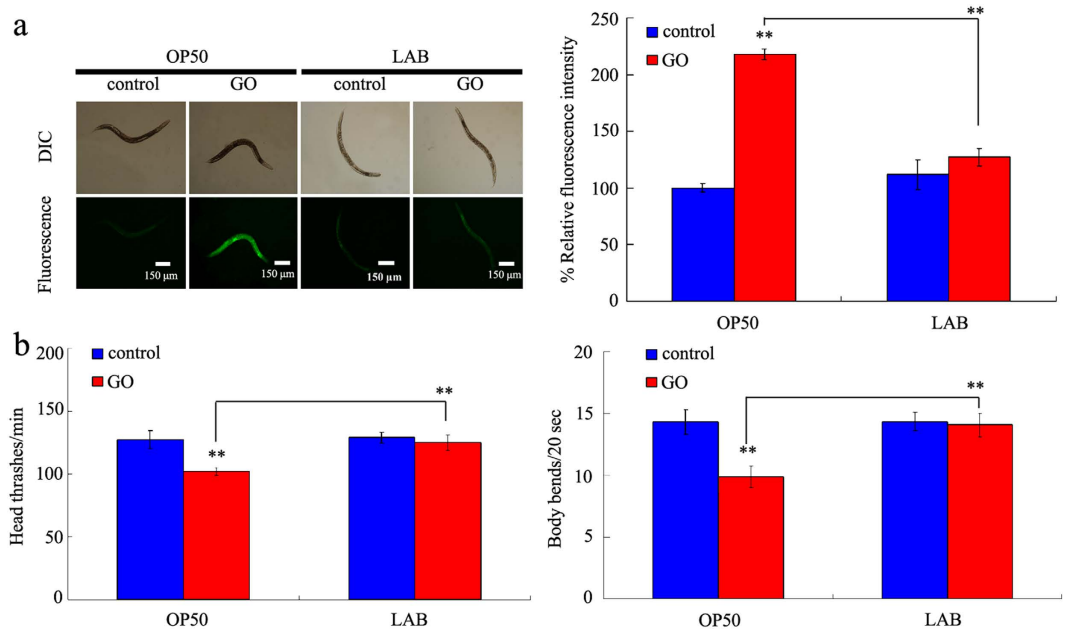 a
OP50 LAB
control GO control GO
DIC
Fluorescence
150 μm 150 μm 150 μm 150 μm
% Relative fluorescence intensity
250
200
150
100
50
0
control
GO
**
**
OP50 LAB
b
Head thrashes/min
200
150
100
50
0
control
GO
**
**
OP50 LAB
Body bends/20 sec
20
15
10
5
0
control
GO
**
**
OP50 LAB